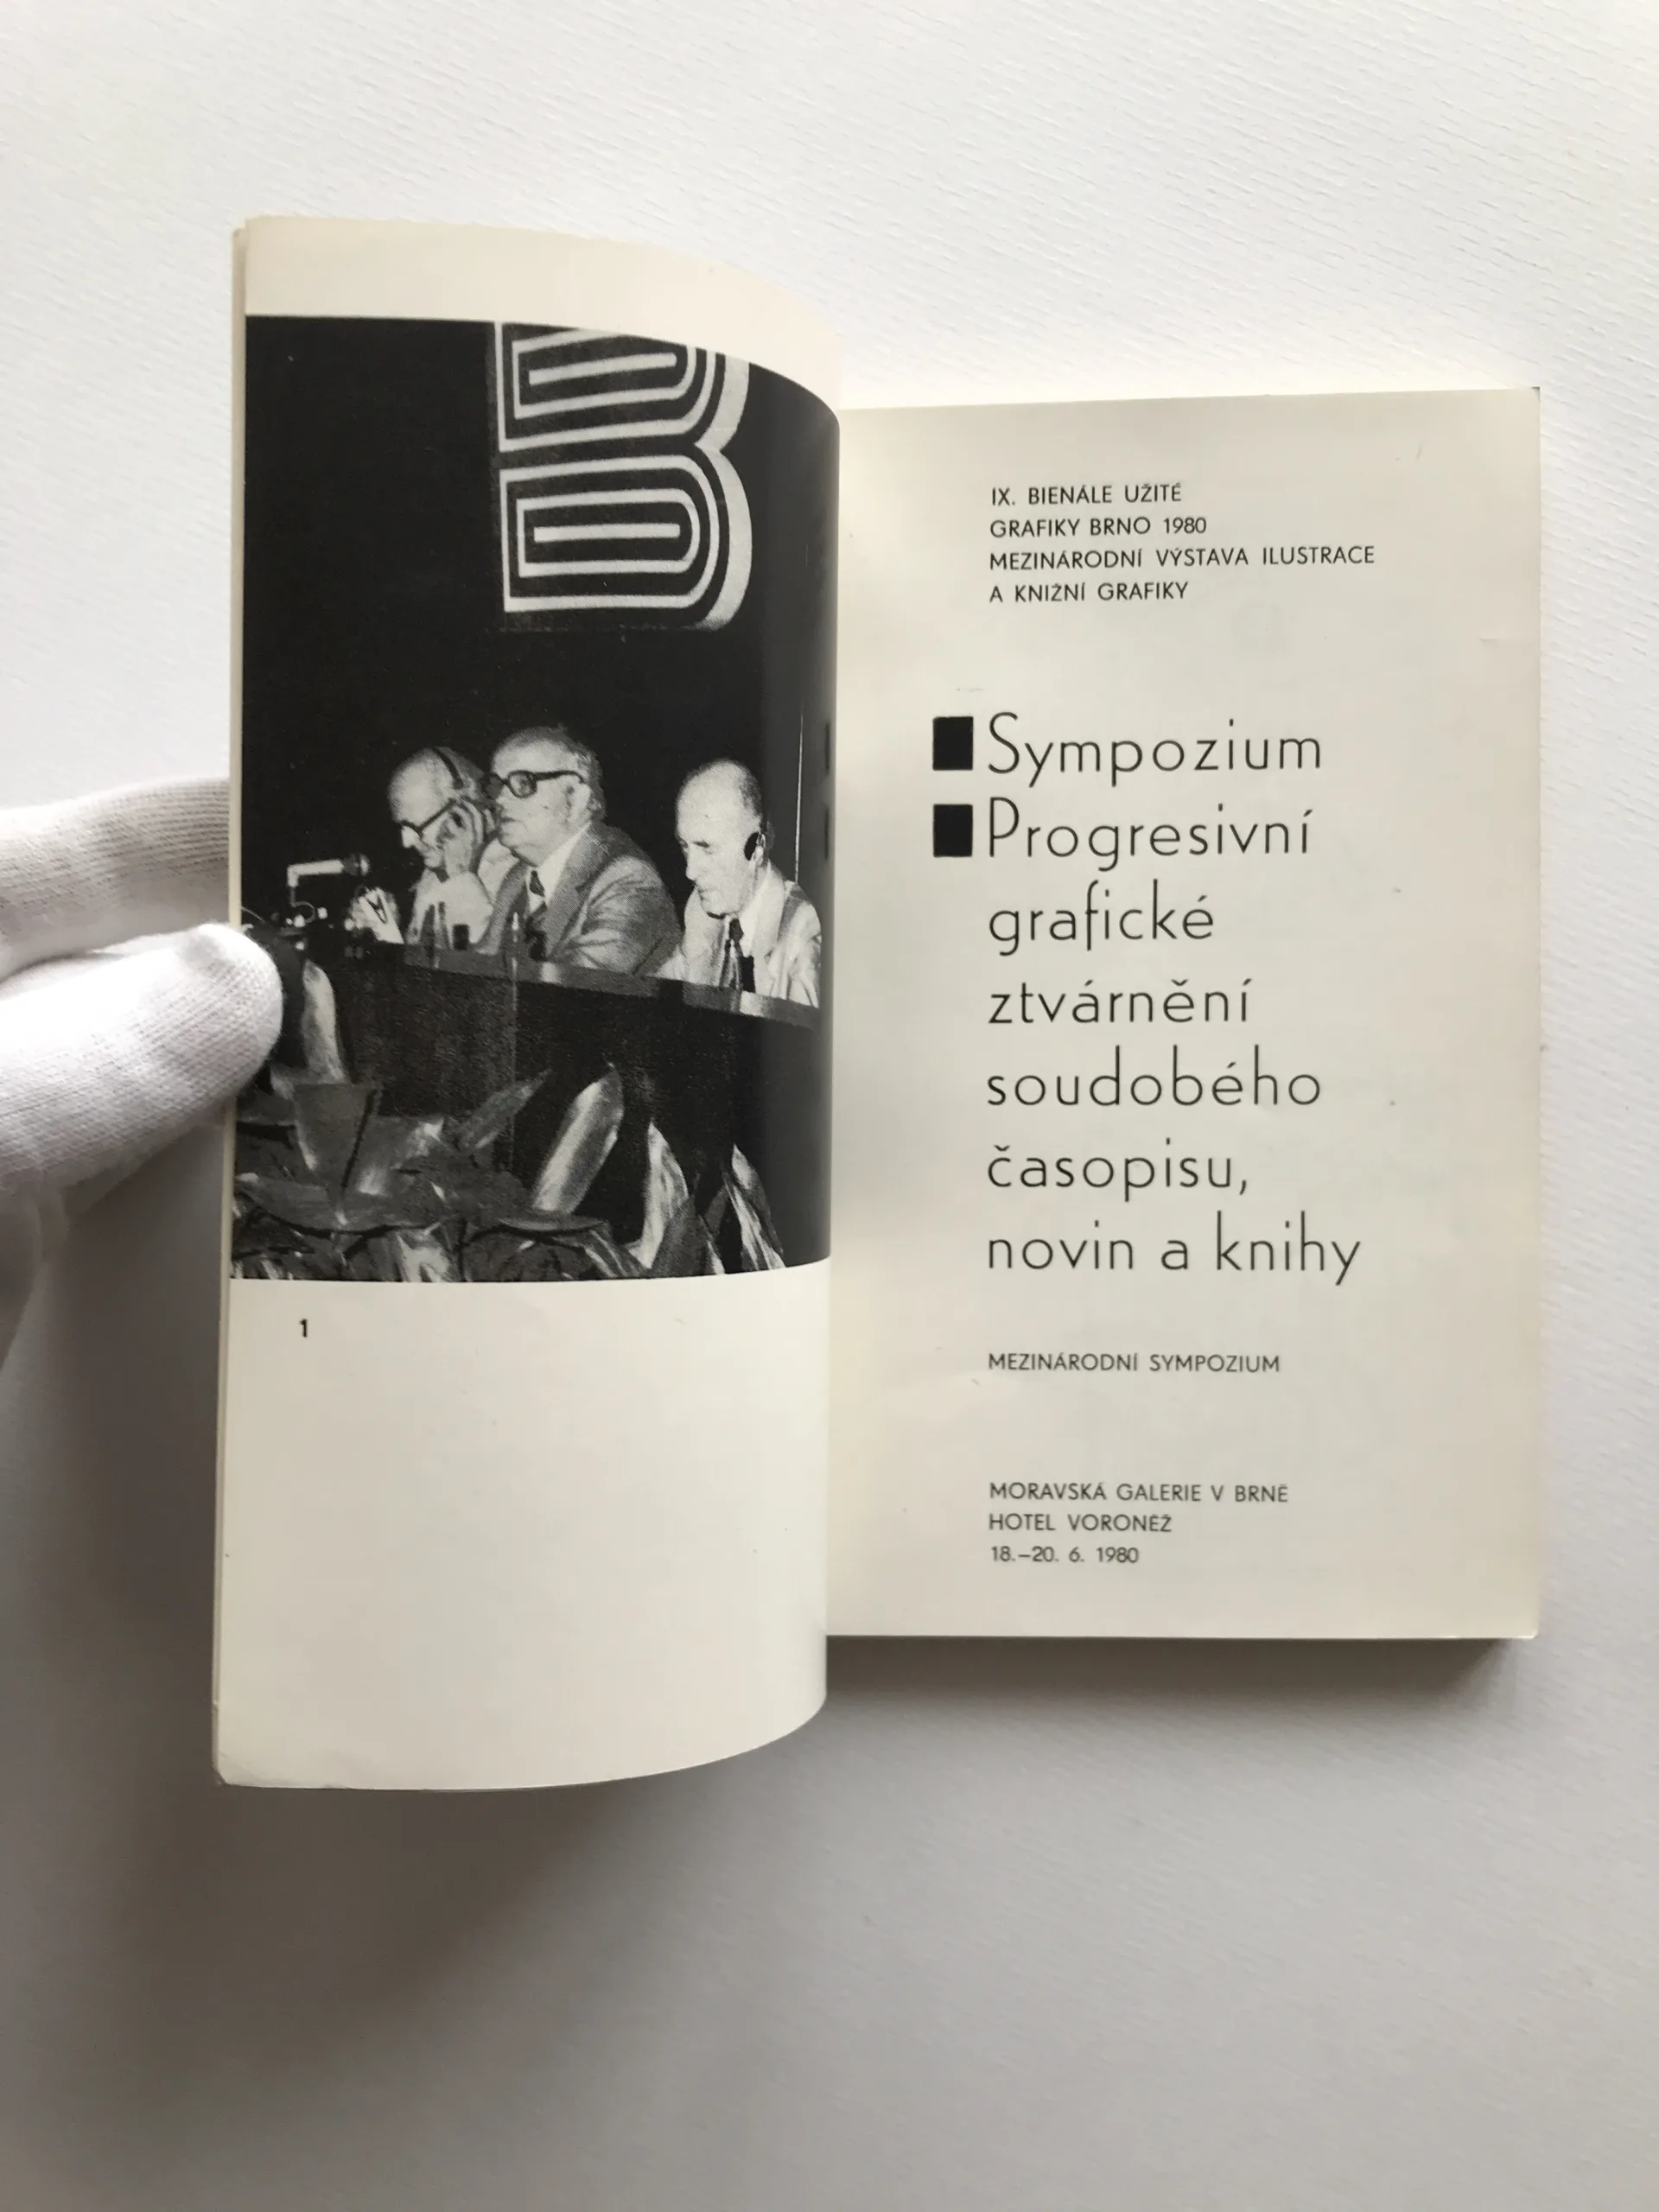 B
1
IX. BIENÁLE UŽITÉ
GRAFIKY BRNO 1980
MEZINÁRODNÍ VÝSTAVA ILUSTRACE
A KNIŽNÍ GRAFIKY
Sympozium
Progresivní
grafické
ztvárnění
soudobého
časopisu,
novin a knihy
MEZINÁRODNÍ SYMPOZIUM
MORAVSKÁ GALERIE V BRNĚ
HOTEL VORONĚŽ
18.–20. 6. 1980